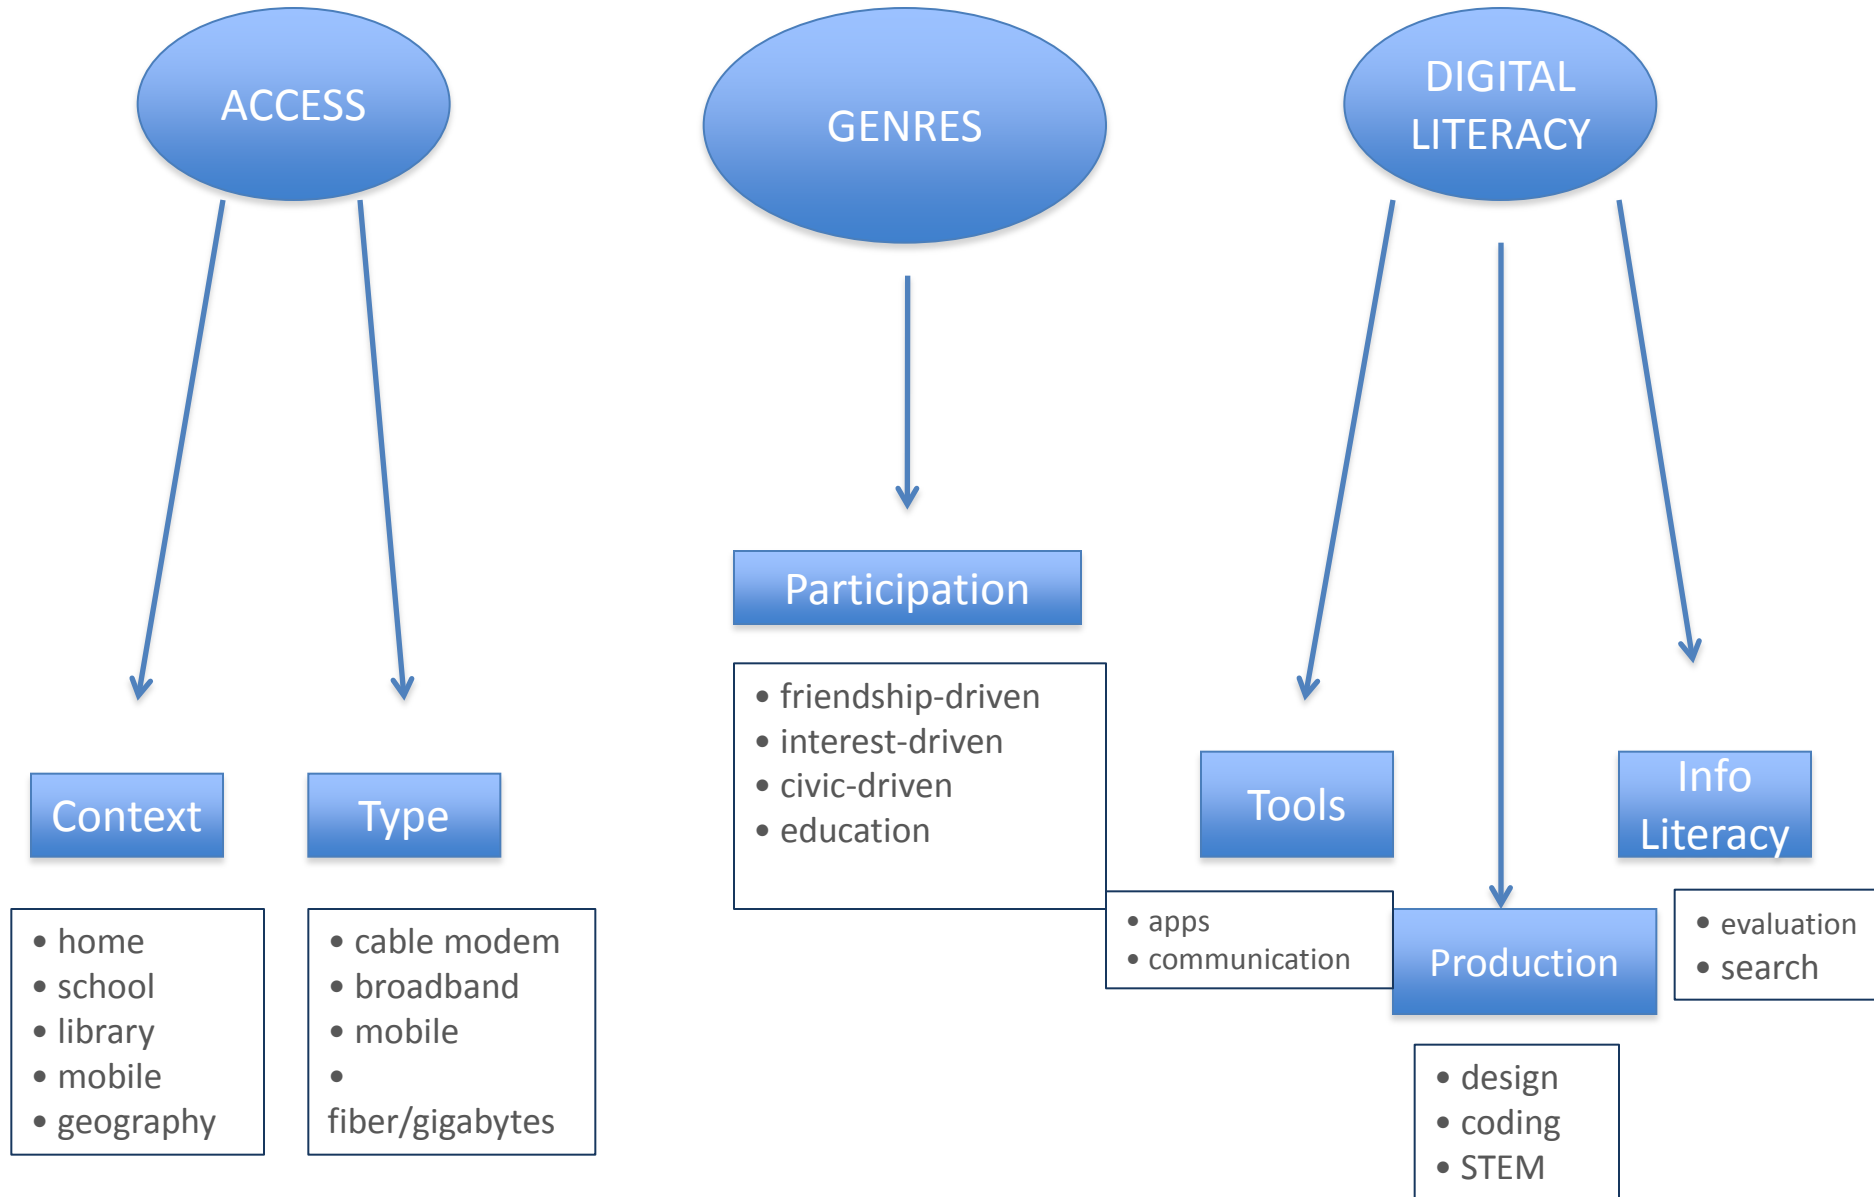 ACCESS
GENRES
DIGITAL
LITERACY
Context
• home
• school
• library
• mobile
• geography
Type
• cable modem
• broadband
• mobile
•
fiber/gigabytes
Participation
• friendship-driven
• interest-driven
• civic-driven
• education
Tools
• apps
• communication
Production
• design
• coding
• STEM
Info
Literacy
• evaluation
• search